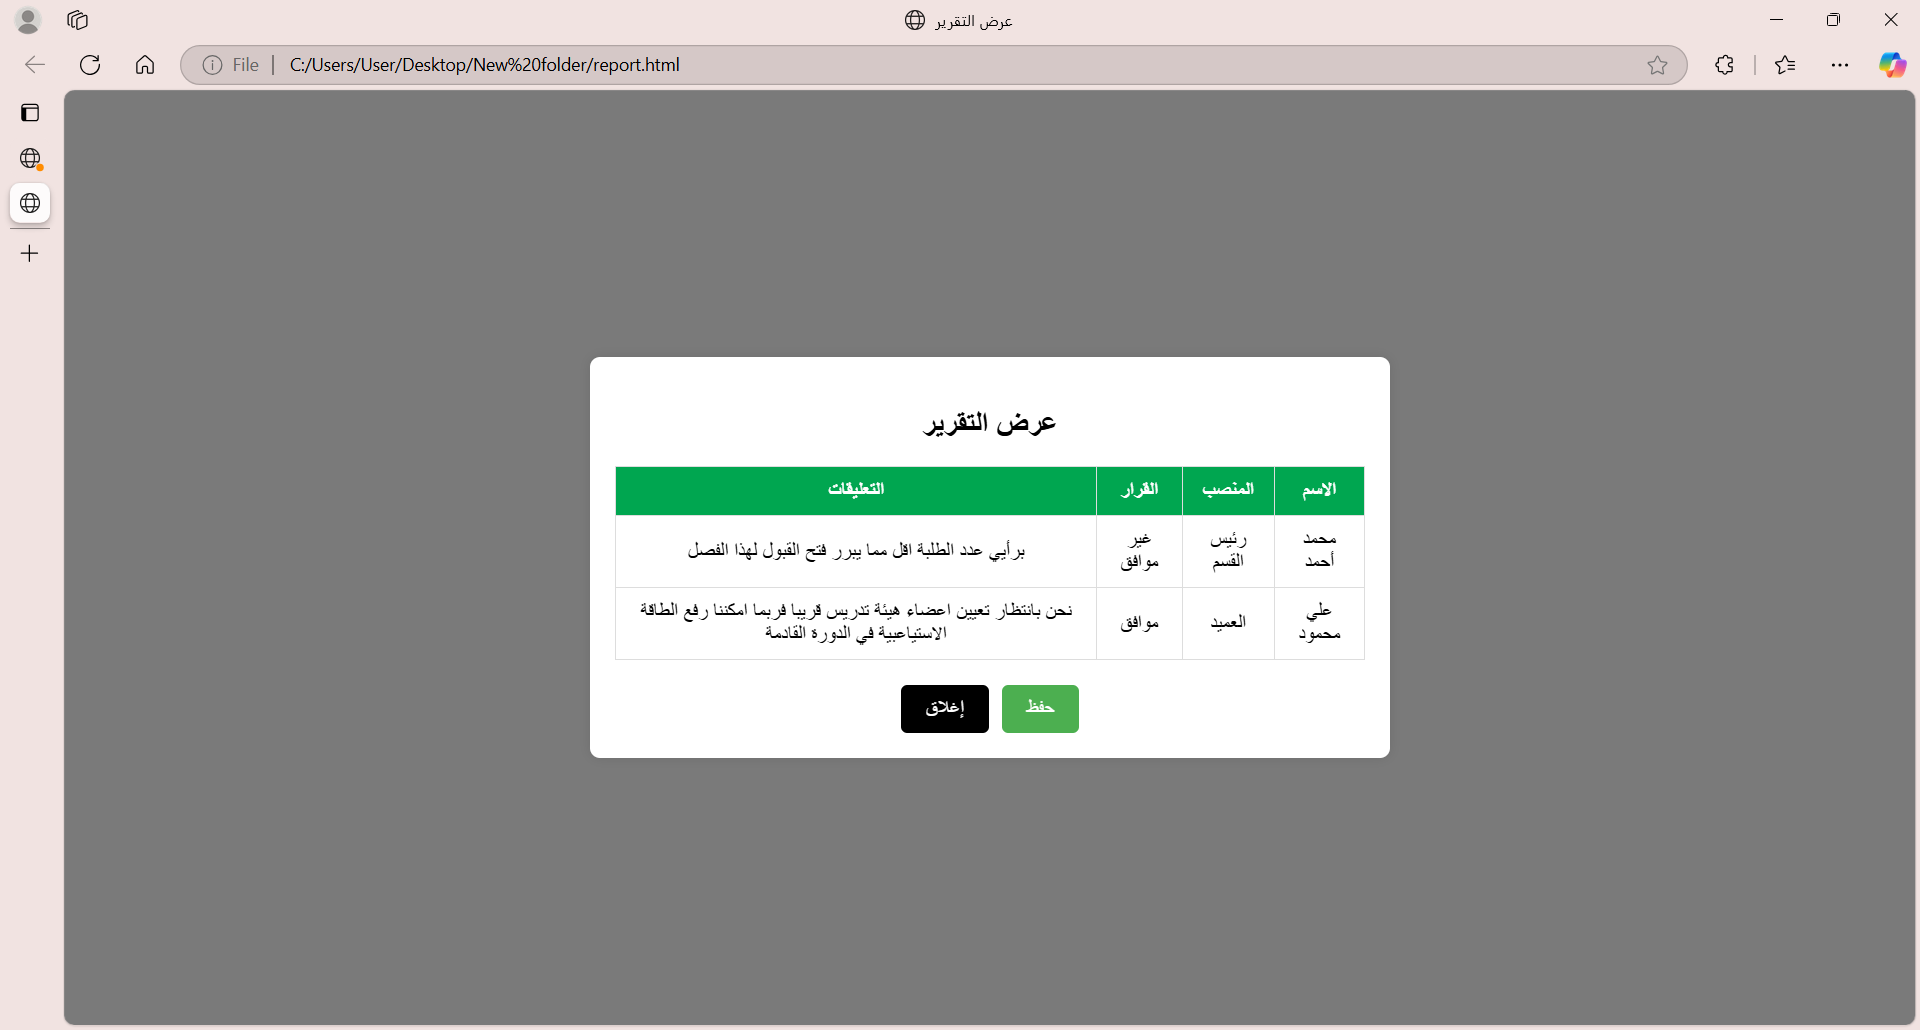 عرض التقرير
File
C:/Users/User/Desktop/New%20folder/report.html
عرض التقرير
الاسم المنصب القرار التعليقات
محمد
أحمد
رئيس
القسم
غير
موافق
برأيي عدد الطلبة اقل مما يبرر فتح القبول لهذا الفصل
علي
محمود
العميد
موافق
نحن بانتظار تعيين اعضاء هيئة تدريس قريبا فربما امكننا رفع الطاقة
الاستيعابية في الدورة القادمة
حفظ إغلاق